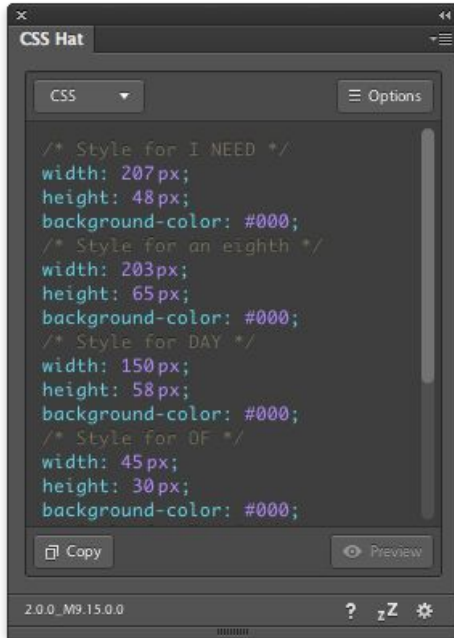 CSS Hat
CSS
Options
/* Style for I NEED */
width: 207px;
height: 48px;
background-color: #000;
/* Style for an eighth */
width: 203px;
height: 65px;
background-color: #000;
/* Style for DAY */
width: 150px;
height: 58px;
background-color: #000;
/* Style for OF */
width: 45px;
height: 30px;
background-color: #000;
Copy
Preview
2.0.0_M9.15.0.0
? zZ